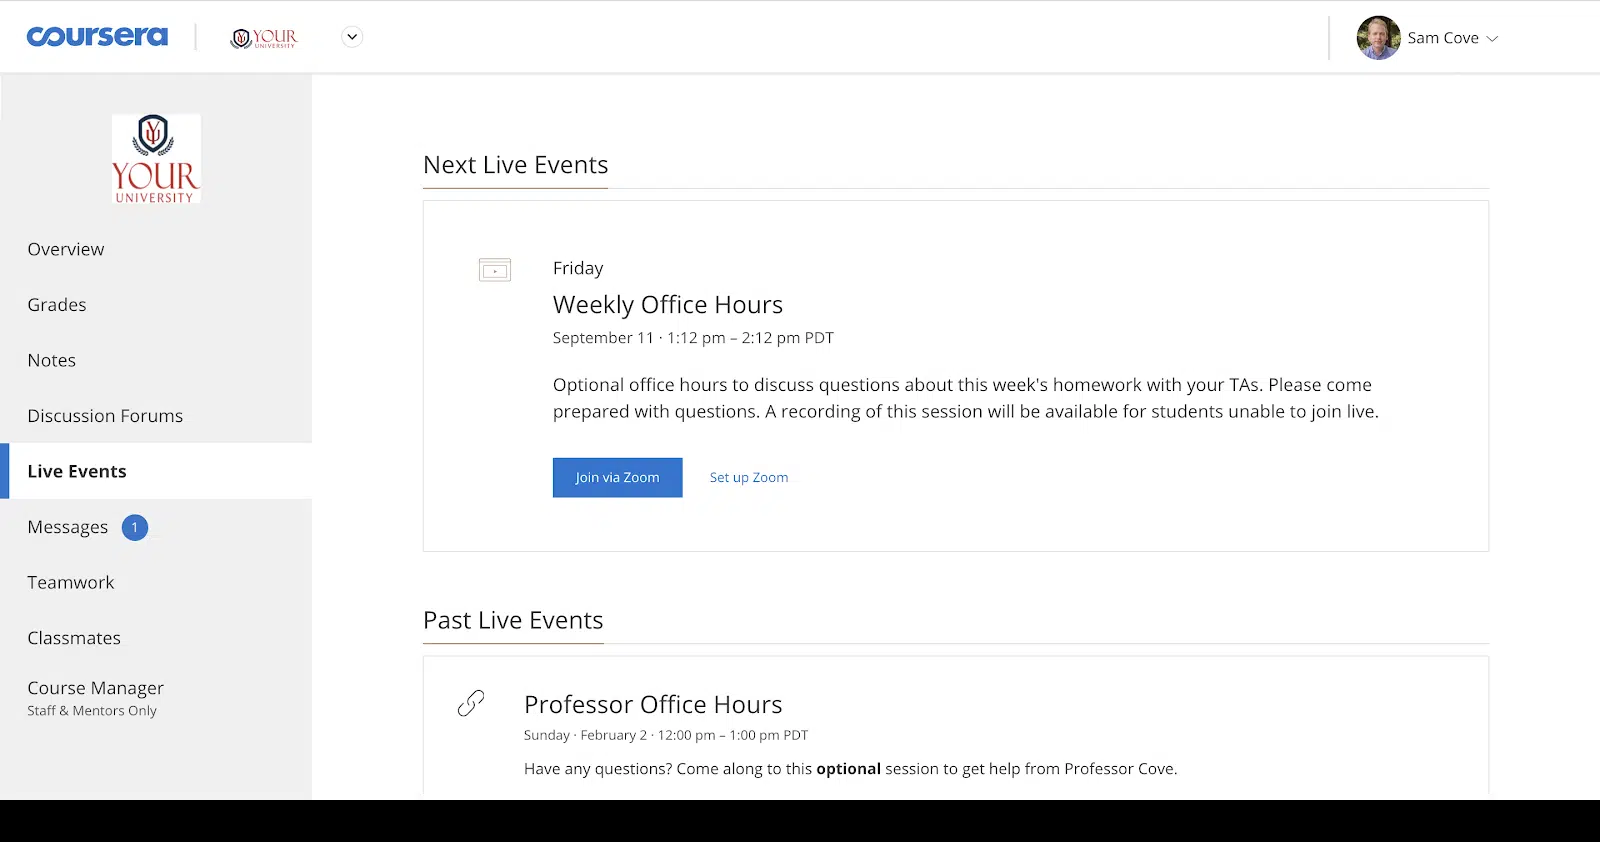 coursera
YOUR
UNIVERSITY
Sam Cove
YOUR
UNIVERSITY
Overview
Grades
Notes
Discussion Forums
Live Events
Messages 1
Teamwork
Classmates
Course Manager
Staff & Mentors Only
Next Live Events
Friday
Weekly Office Hours
September 11 · 1:12 pm – 2:12 pm PDT
Optional office hours to discuss questions about this week's homework with your TAs. Please come
prepared with questions. A recording of this session will be available for students unable to join live.
Join via Zoom Set up Zoom
Past Live Events
Professor Office Hours
Sunday · February 2 · 12:00 pm – 1:00 pm PDT
Have any questions? Come along to this optional session to get help from Professor Cove.